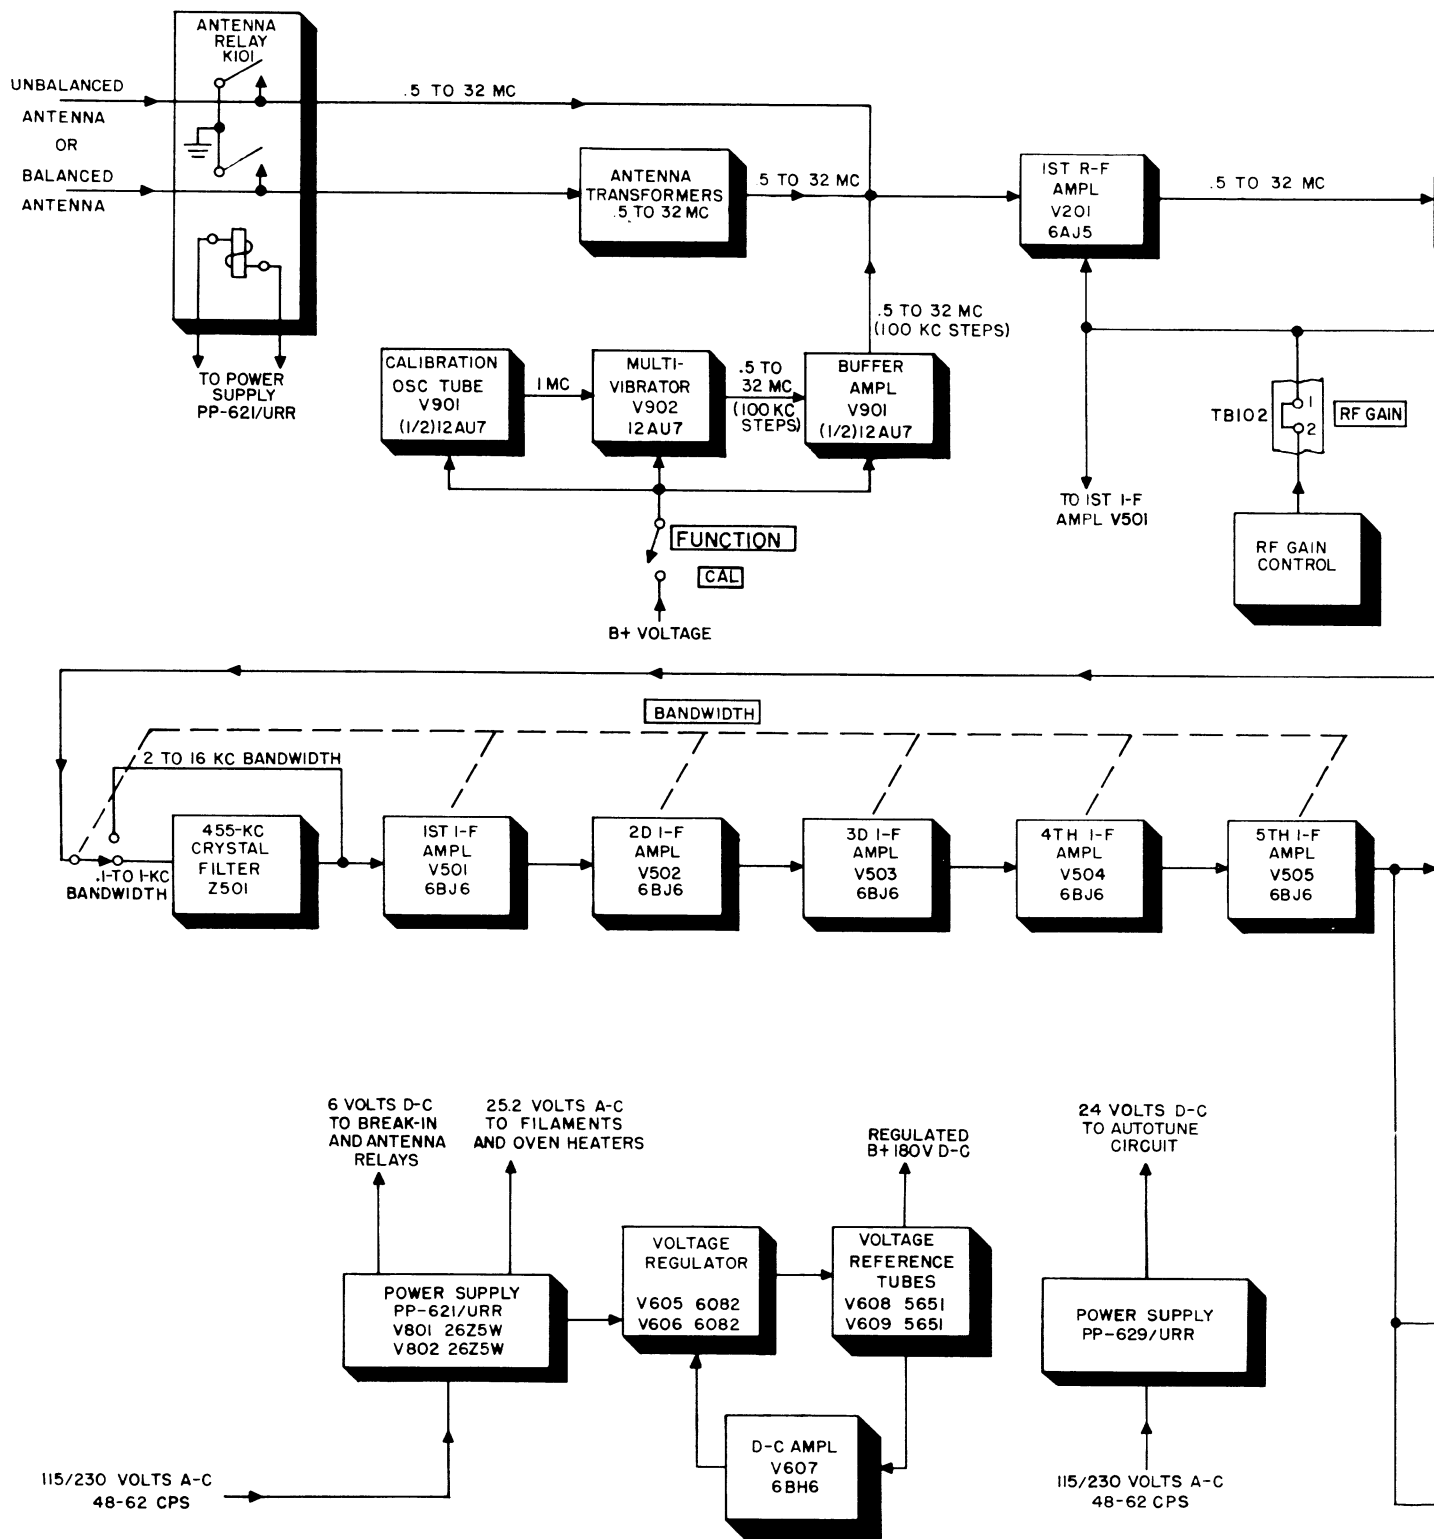 ANTENNA
RELAY
K101
UNBALANCED
ANTENNA
OR
BALANCED
ANTENNA
.5 TO 32 MC
ANTENNA
TRANSFORMERS
.5 TO 32 MC
.5 TO 32 MC
1ST R-F
AMPL
V201
6AJ5
.5 TO 32 MC
TO POWER
SUPPLY
PP-621/URR
CALIBRATION
OSC TUBE
V901
(1/2)12AU7
1 MC
MULTI-
VIBRATOR
V902
12AU7
.5 TO
32 MC
(100 KC
STEPS)
BUFFER
AMPL
V901
(1/2)12AU7
.5 TO 32 MC
(100 KC STEPS)
TO 1ST I-F
AMPL V501
TB102
1
2
RF GAIN
RF GAIN
CONTROL
FUNCTION
CAL
B+ VOLTAGE
BANDWIDTH
2 TO 16 KC BANDWIDTH
.1-TO 1-KC
BANDWIDTH
455-KC
CRYSTAL
FILTER
Z501
1ST I-F
AMPL
V501
6BJ6
2D I-F
AMPL
V502
6BJ6
3D I-F
AMPL
V503
6BJ6
4TH I-F
AMPL
V504
6BJ6
5TH I-F
AMPL
V505
6BJ6
6 VOLTS D-C
TO BREAK-IN
AND ANTENNA
RELAYS
25.2 VOLTS A-C
TO FILAMENTS
AND OVEN HEATERS
REGULATED
B+180V D-C
24 VOLTS D-C
TO AUTOTUNE
CIRCUIT
POWER SUPPLY
PP-621/URR
V801 26Z5W
V802 26Z5W
VOLTAGE
REGULATOR
V605 6082
V606 6082
VOLTAGE
REFERENCE
TUBES
V608 5651
V609 5651
POWER SUPPLY
PP-629/URR
D-C AMPL
V607
6BH6
115/230 VOLTS A-C
48-62 CPS
115/230 VOLTS A-C
48-62 CPS